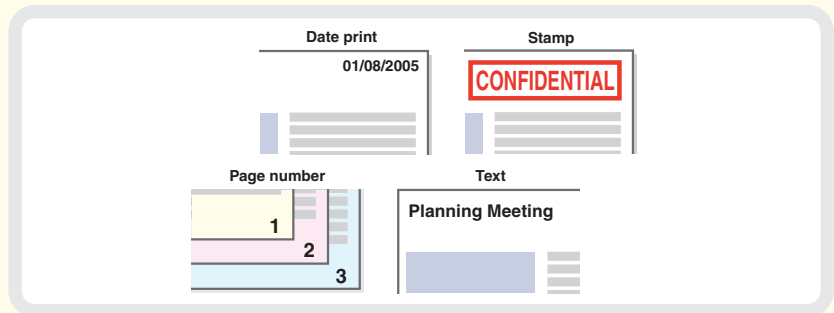 Date print
Stamp
01/08/2005
CONFIDENTIAL
Page number
Text
1
2
3
Planning Meeting